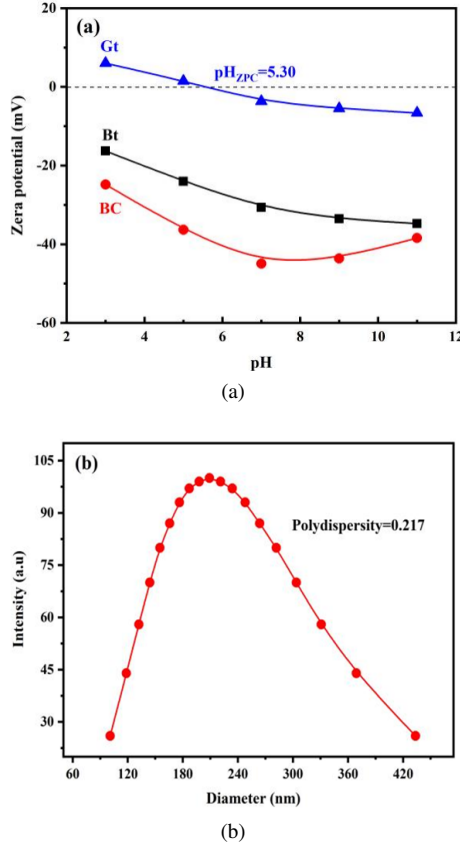 (a)
Gt
pH_ZPC=5.30
Bt
BC
Zera potential (mV)
20
0
-20
-40
-60
2 4 6 8 10 12
pH
(a)
(b)
Polydispersity=0.217
Intensity (a.u)
105
90
75
60
45
30
60 120 180 240 300 360 420
Diameter (nm)
(b)